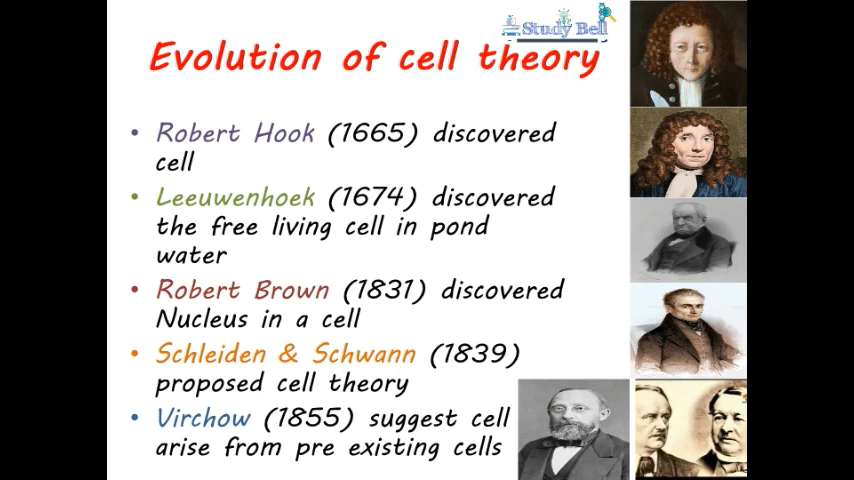 Study Bell
Evolution of cell theory
• Robert Hook (1665) discovered
cell
• Leeuwenhoek (1674) discovered
the free living cell in pond
water
• Robert Brown (1831) discovered
Nucleus in a cell
• Schleiden & Schwann (1839)
proposed cell theory
• Virchow (1855) suggest cell
arise from pre existing cells